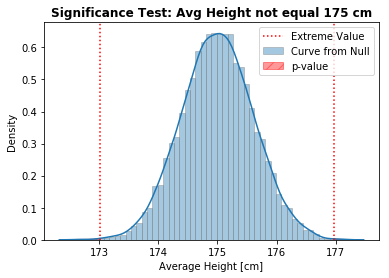 Significance Test: Avg Height not equal 175 cm
Extreme Value
Curve from Null
p-value
Density
0.6
0.5
0.4
0.3
0.2
0.1
0.0
173 174 175 176 177
Average Height [cm]